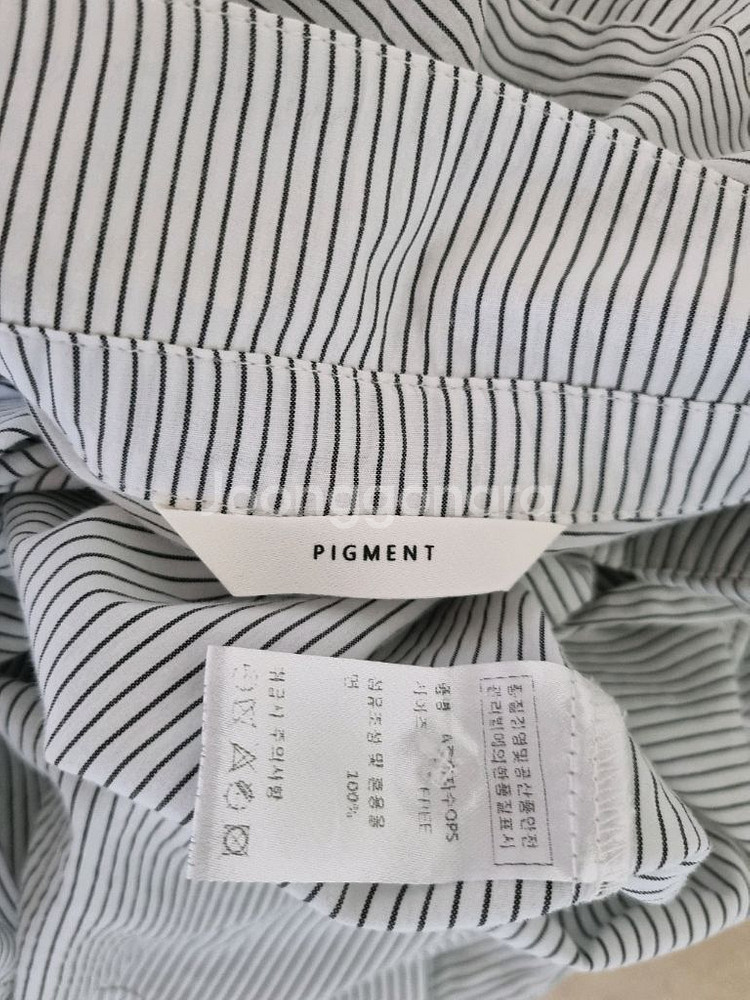 Joonggonara
PIGMENT
품질경영및공산품안전
관리법에의한품질표시
품명
OPS
사이즈 FREE
섬유조성 및 혼용율
면 100%
취급시 주의사항